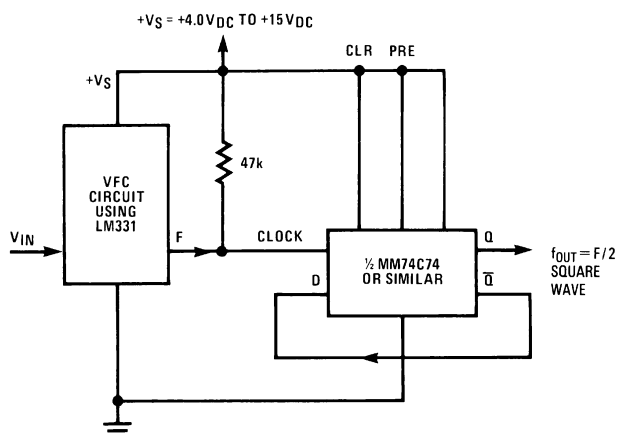 +VS = +4.0VDC TO +15VDC
CLR PRE
+VS
47k
VFC
CIRCUIT
USING
LM331
VIN
F
CLOCK
D
½ MM74C74
OR SIMILAR
Q
Q̅
fOUT = F/2
SQUARE
WAVE